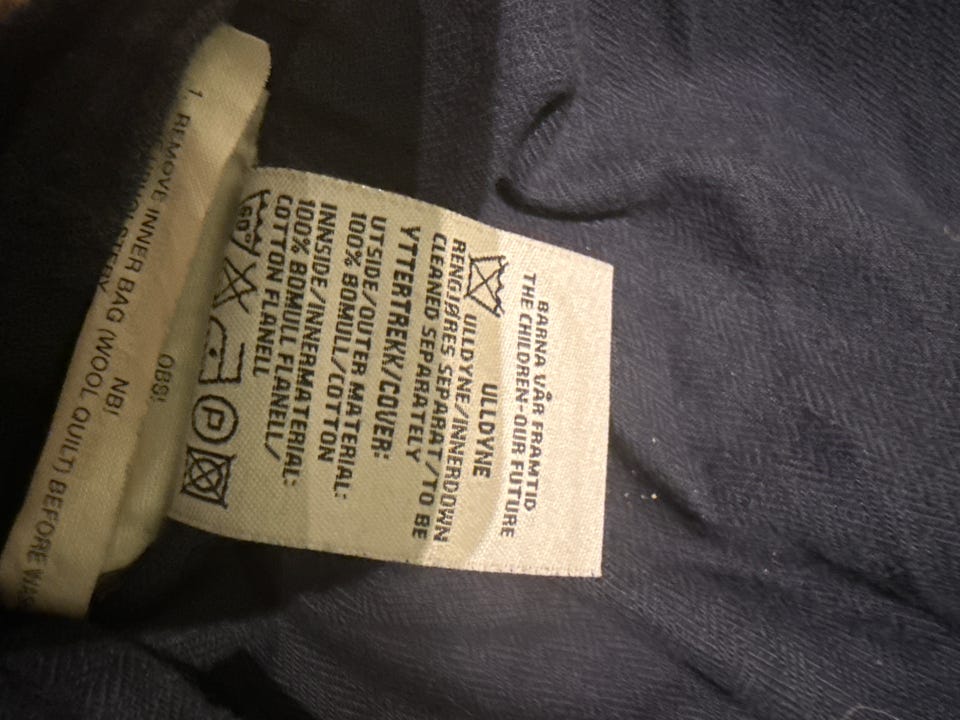 BARNA VÅR FRAMTID
THE CHILDREN-OUR FUTURE
ULLDYNE
ULLDYNE/INNERDOWN
RENGJØRES SEPARAT/TO BE
CLEANED SEPARATELY
YTTERTREKK/COVER:
UTSIDE/OUTER MATERIAL:
100% BOMULL/COTTON
INNSIDE/INNERMATERIAL:
100% BOMULL FLANELL/
COTTON FLANELL
60° P
OBS!
NB!
1. REMOVE INNER BAG (WOOL QUILT) BEFORE